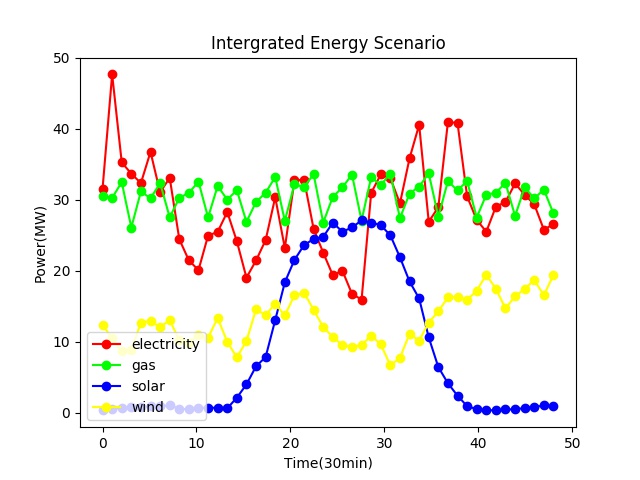 Intergrated Energy Scenario
Power(MW)
50
40
30
20
10
0
electricity
gas
solar
wind
0 10 20 30 40 50
Time(30min)